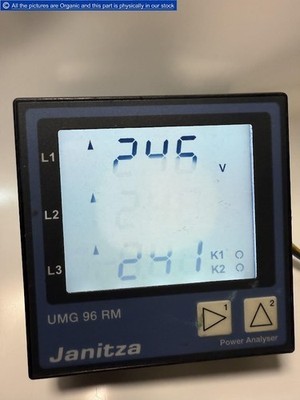 © All the pictures are Organic and this part is physically in our stock
L1 246 V
L2
L3 241 K1
K2
UMG 96 RM
1 2
Janitza
Power Analyser